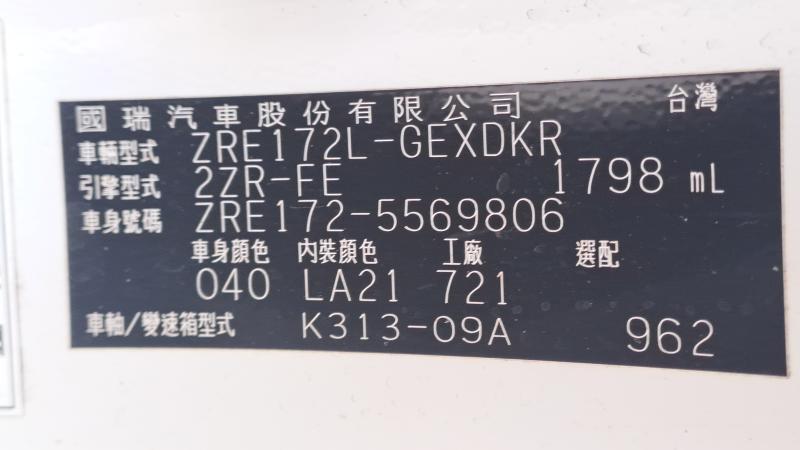 國瑞汽車股份有限公司 台灣
車輛型式 ZRE172L-GEXDKR
引擎型式 2ZR-FE 1798 mL
車身號碼 ZRE172-5569806
車身顏色 內裝顏色 工廠 選配
040 LA21 721
車軸/變速箱型式 K313-09A 962